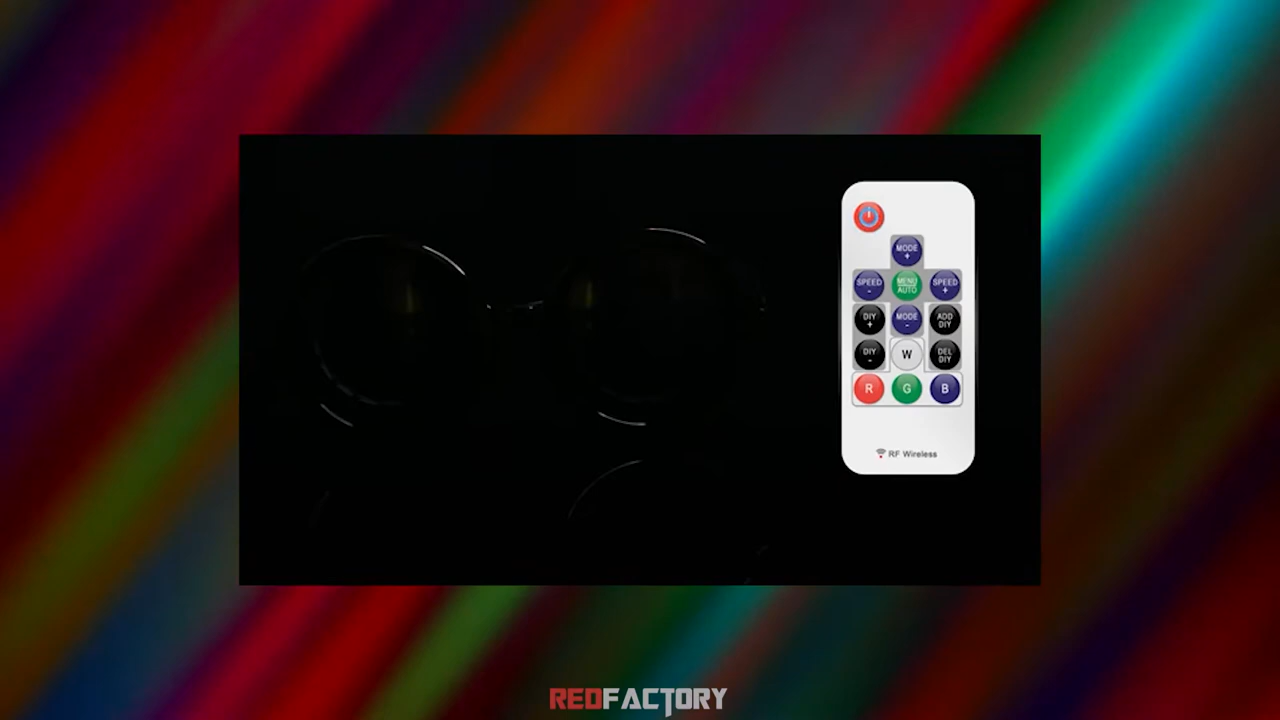 MODE
+
SPEED
-
MENU
AUTO
SPEED
+
DIY
+
MODE
-
ADD
DIY
DIY
-
W
DEL
DIY
R
G
B
RF Wireless
REDFACTORY